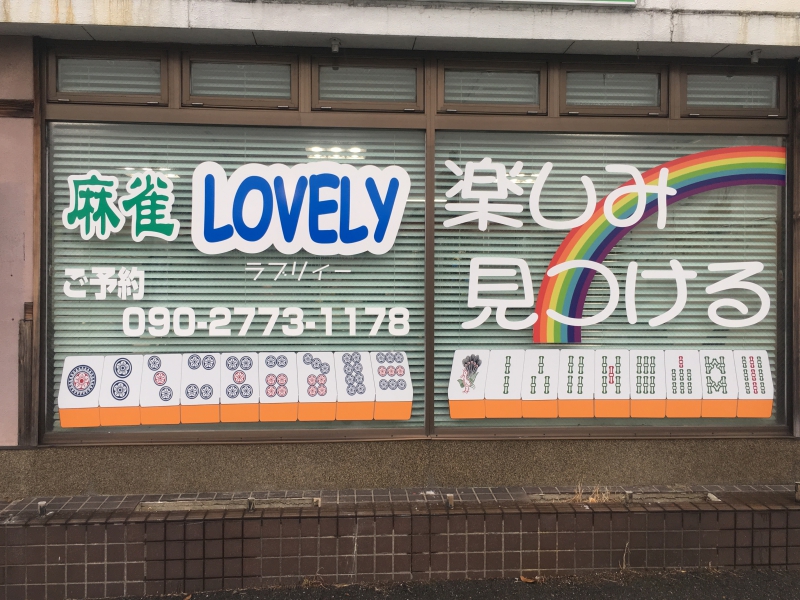 麻雀 LOVELY
ラブリィー
ご予約
090-2773-1178
楽しみ
見つける